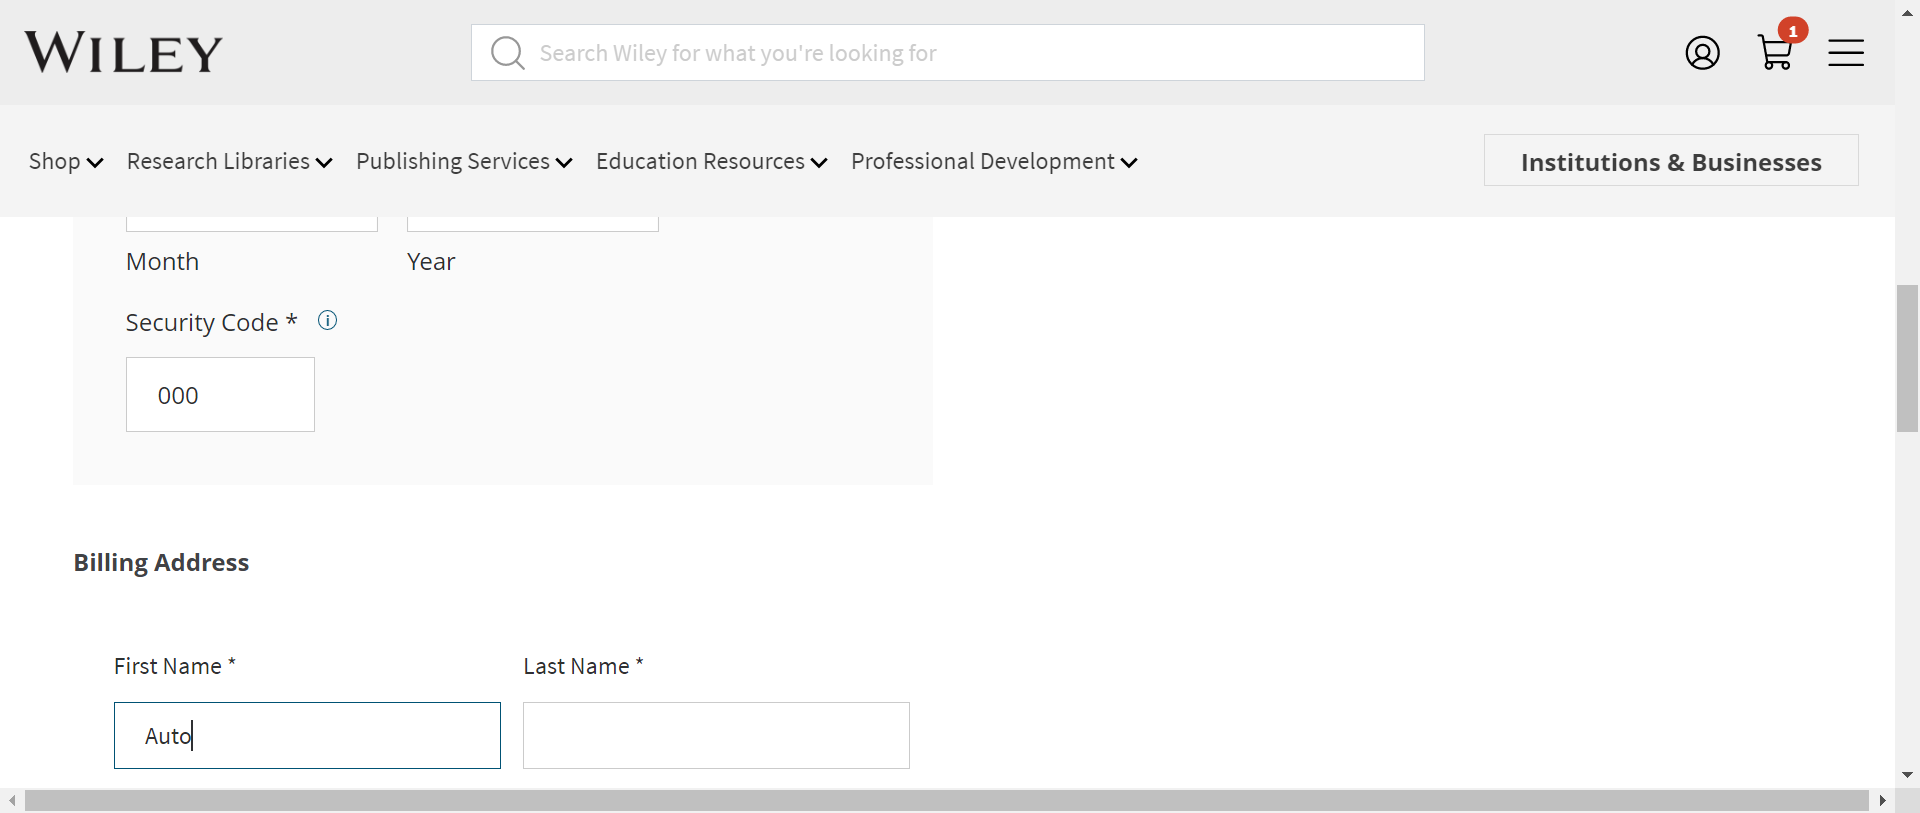 WILEY
Search Wiley for what you're looking for
1
Shop
Research Libraries
Publishing Services
Education Resources
Professional Development
Institutions & Businesses
Month
Year
Security Code *
000
Billing Address
First Name *
Last Name *
Auto